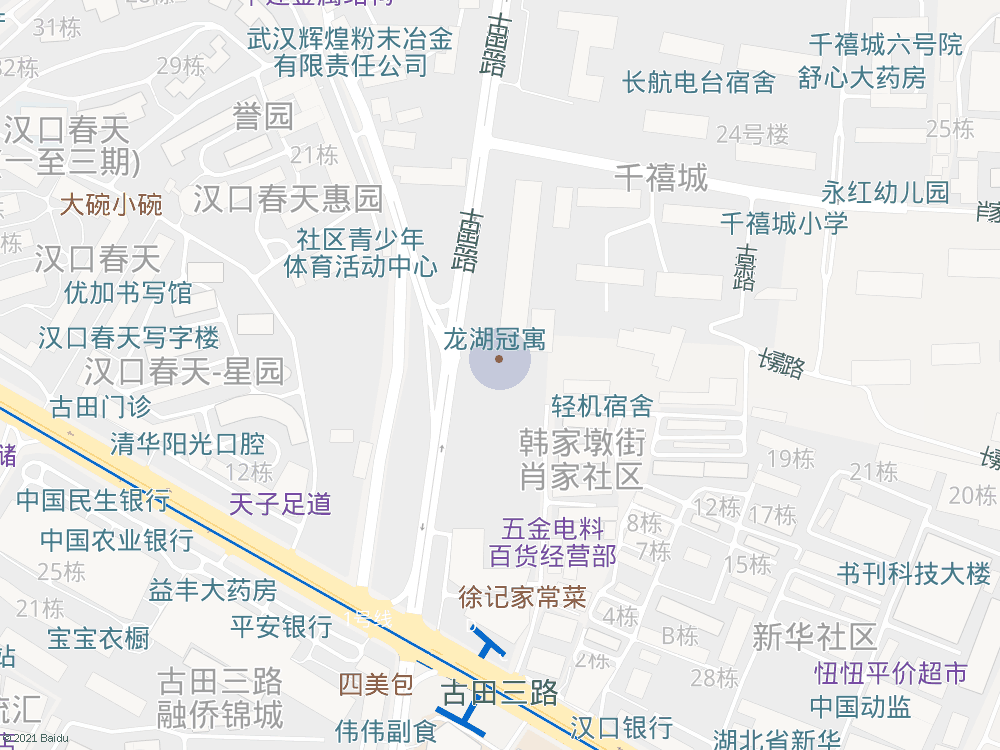 31栋
32栋
29栋
武汉辉煌粉末冶金
有限责任公司
古田三路
千禧城六号院
长航电台宿舍
舒心大药房
誉园
汉口春天
(一至三期)
24号楼
25栋
21栋
千禧城
汉口春天惠园
大碗小碗
永红幼儿园
千禧城小学
社区青少年
体育活动中心
古田三路
汉口春天
优加书写馆
龙湖冠寓
汉口春天写字楼
汉口春天-星园
长寿路
古田门诊
轻机宿舍
清华阳光口腔
韩家墩街
肖家社区
12栋
19栋
21栋
20栋
中国民生银行
天子足道
12栋
17栋
8栋
五金电料
百货经营部
7栋
中国农业银行
15栋
25栋
书刊科技大楼
益丰大药房
徐记家常菜
21栋
4栋
1号线
平安银行
宝宝衣橱
B栋
新华社区
2栋
28栋
忸忸平价超市
古田三路
融侨锦城
四美包
古田三路
中国动监
伟伟副食
汉口银行
湖北省新华
© 2021 Baidu